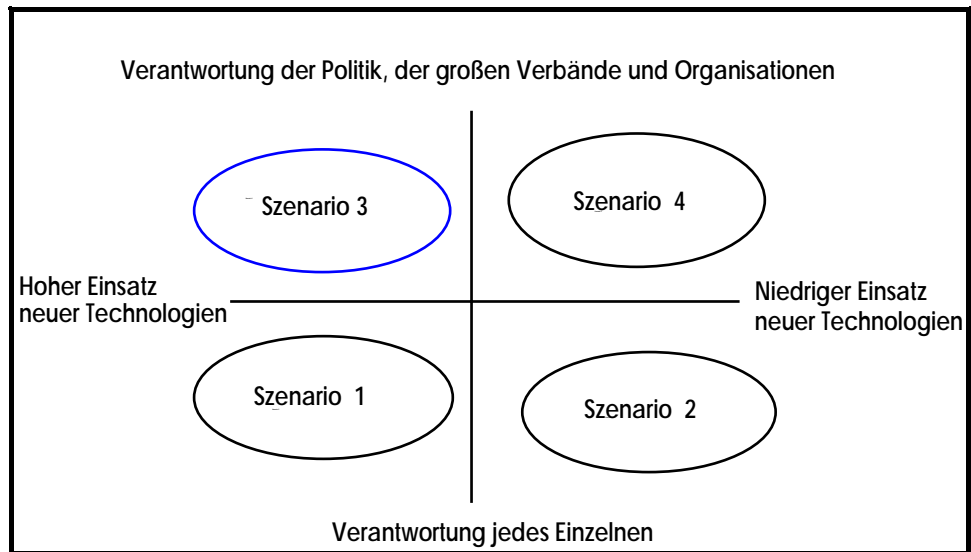 Verantwortung der Politik, der großen Verbände und Organisationen
Szenario 3
Szenario 4
Hoher Einsatz
neuer Technologien
Niedriger Einsatz
neuer Technologien
Szenario 1
Szenario 2
Verantwortung jedes Einzelnen